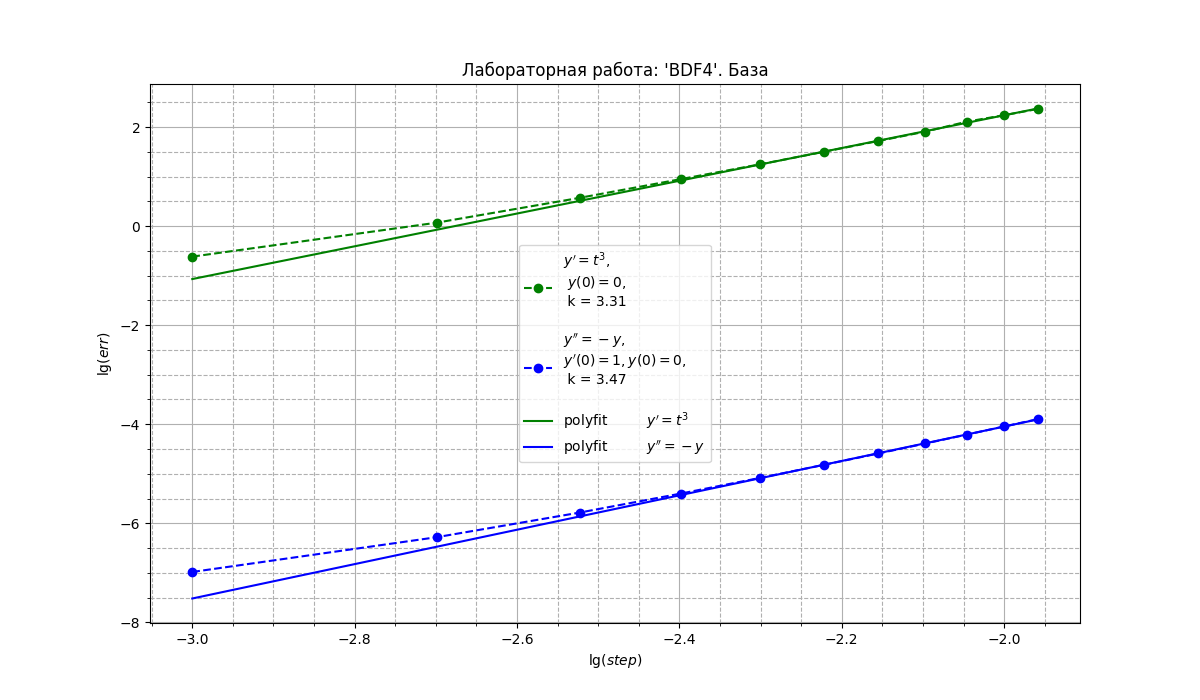 Лабораторная работа: 'BDF4'. База
lg(err)
2
0
−2
−4
−6
−8
y′ = t³,
y(0) = 0,
k = 3.31
y″ = −y,
y′(0) = 1, y(0) = 0,
k = 3.47
polyfit y′ = t³
polyfit y″ = −y
−3.0 −2.8 −2.6 −2.4 −2.2 −2.0
lg(step)